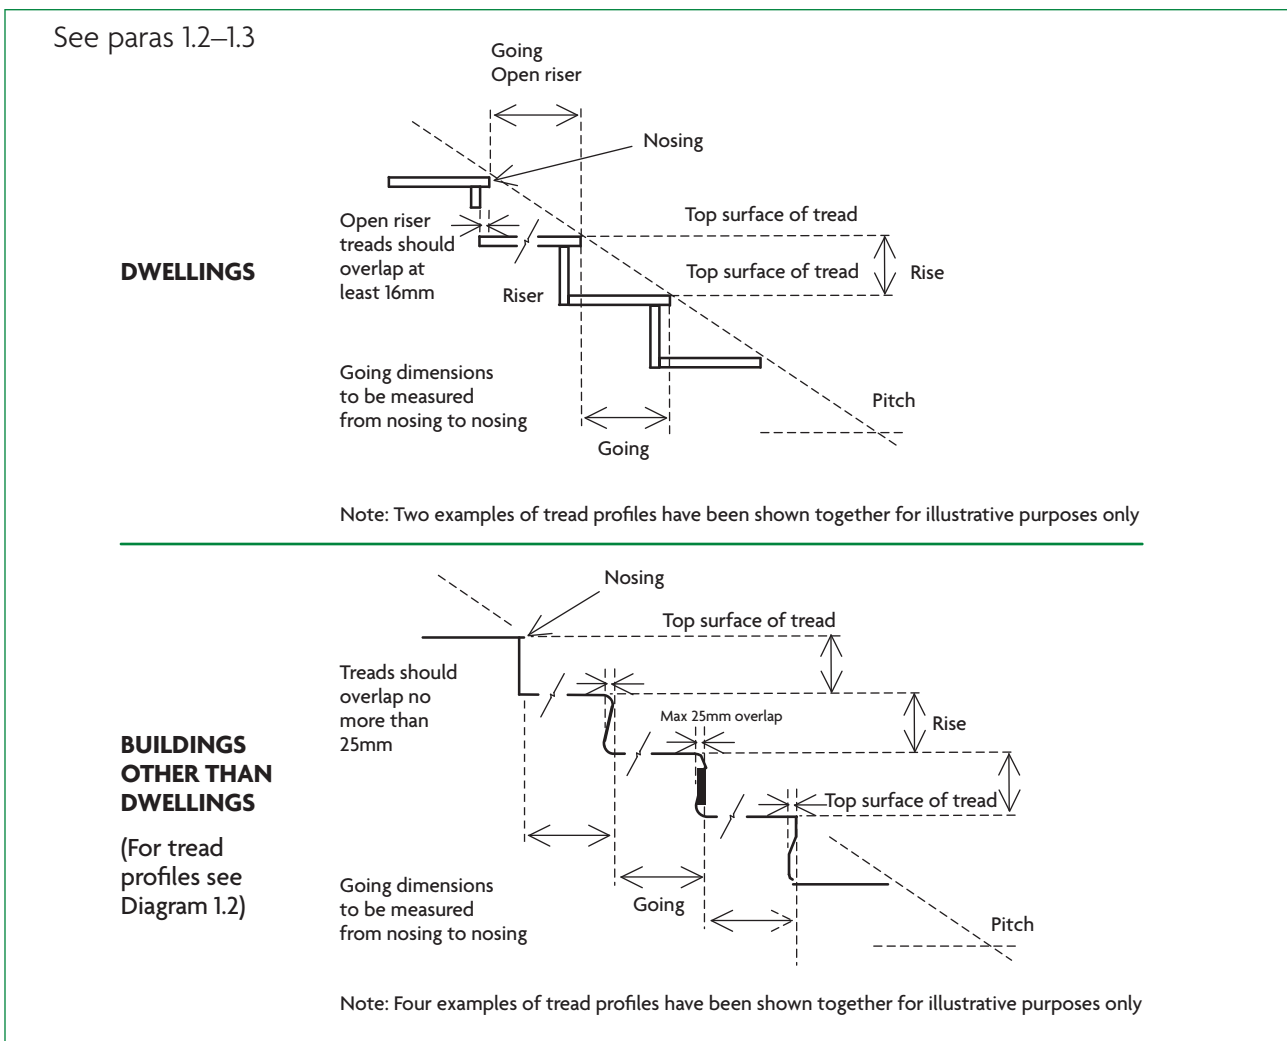 See paras 1.2–1.3
Going
Open riser
Nosing
Open riser
treads should
overlap at
least 16mm
Top surface of tread
DWELLINGS
Top surface of tread
Rise
Riser
Going dimensions
to be measured
from nosing to nosing
Pitch
Going
Note: Two examples of tread profiles have been shown together for illustrative purposes only
Nosing
Top surface of tread
Treads should
overlap no
more than
25mm
Max 25mm overlap
Rise
BUILDINGS
OTHER THAN
DWELLINGS
(For tread
profiles see
Diagram 1.2)
Top surface of tread
Going dimensions
to be measured
from nosing to nosing
Going
Pitch
Note: Four examples of tread profiles have been shown together for illustrative purposes only